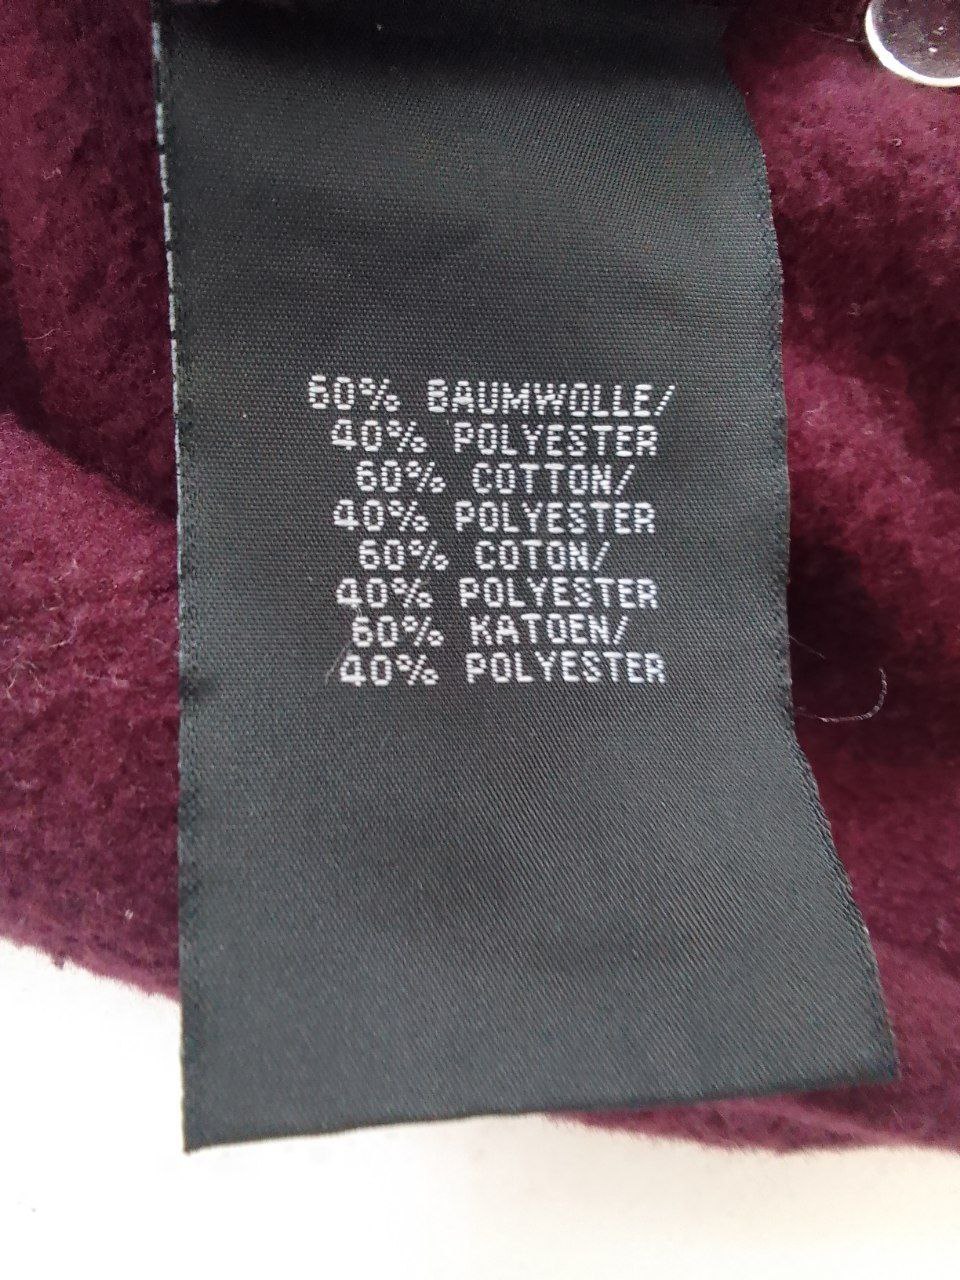 60% BAUMWOLLE/
40% POLYESTER
60% COTTON/
40% POLYESTER
60% COTON/
40% POLYESTER
60% KATOEN/
40% POLYESTER